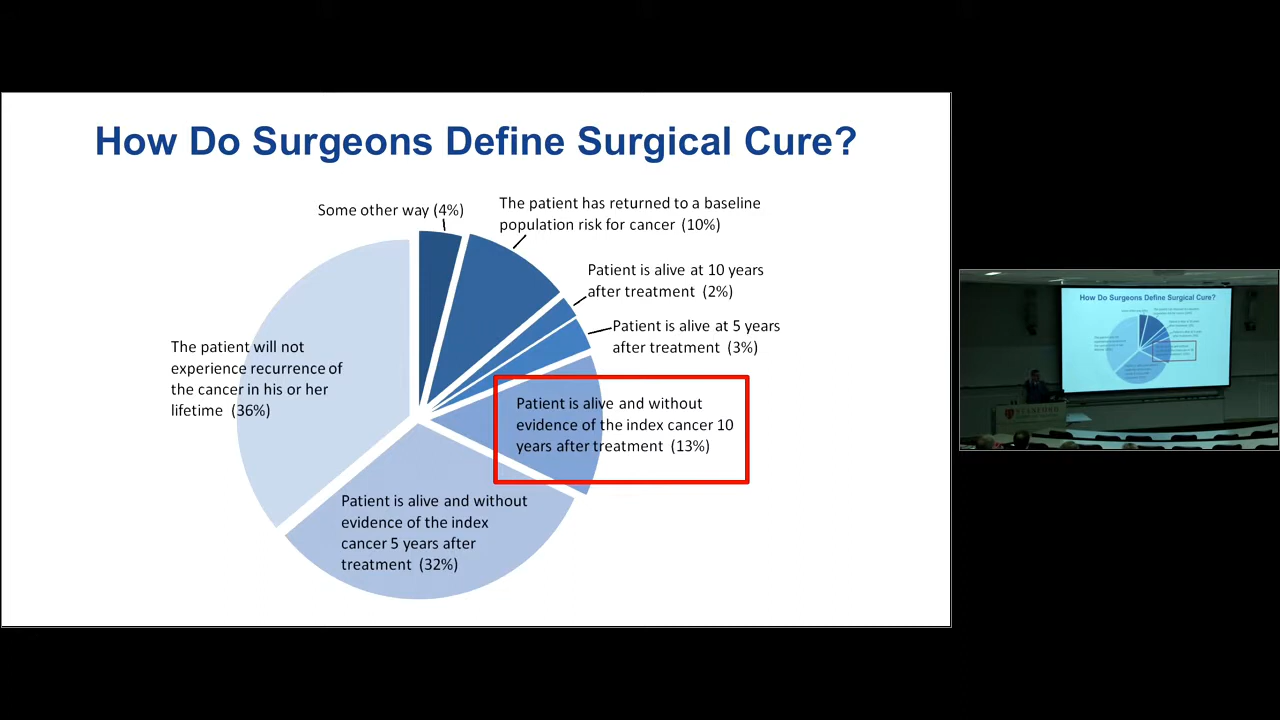 How Do Surgeons Define Surgical Cure?
Some other way (4%)
The patient has returned to a baseline
population risk for cancer (10%)
Patient is alive at 10 years
after treatment (2%)
Patient is alive at 5 years
after treatment (3%)
Patient is alive and without
evidence of the index cancer 10
years after treatment (13%)
Patient is alive and without
evidence of the index
cancer 5 years after
treatment (32%)
The patient will not
experience recurrence of
the cancer in his or her
lifetime (36%)
How Do Surgeons Define Surgical Cure?
STANFORD